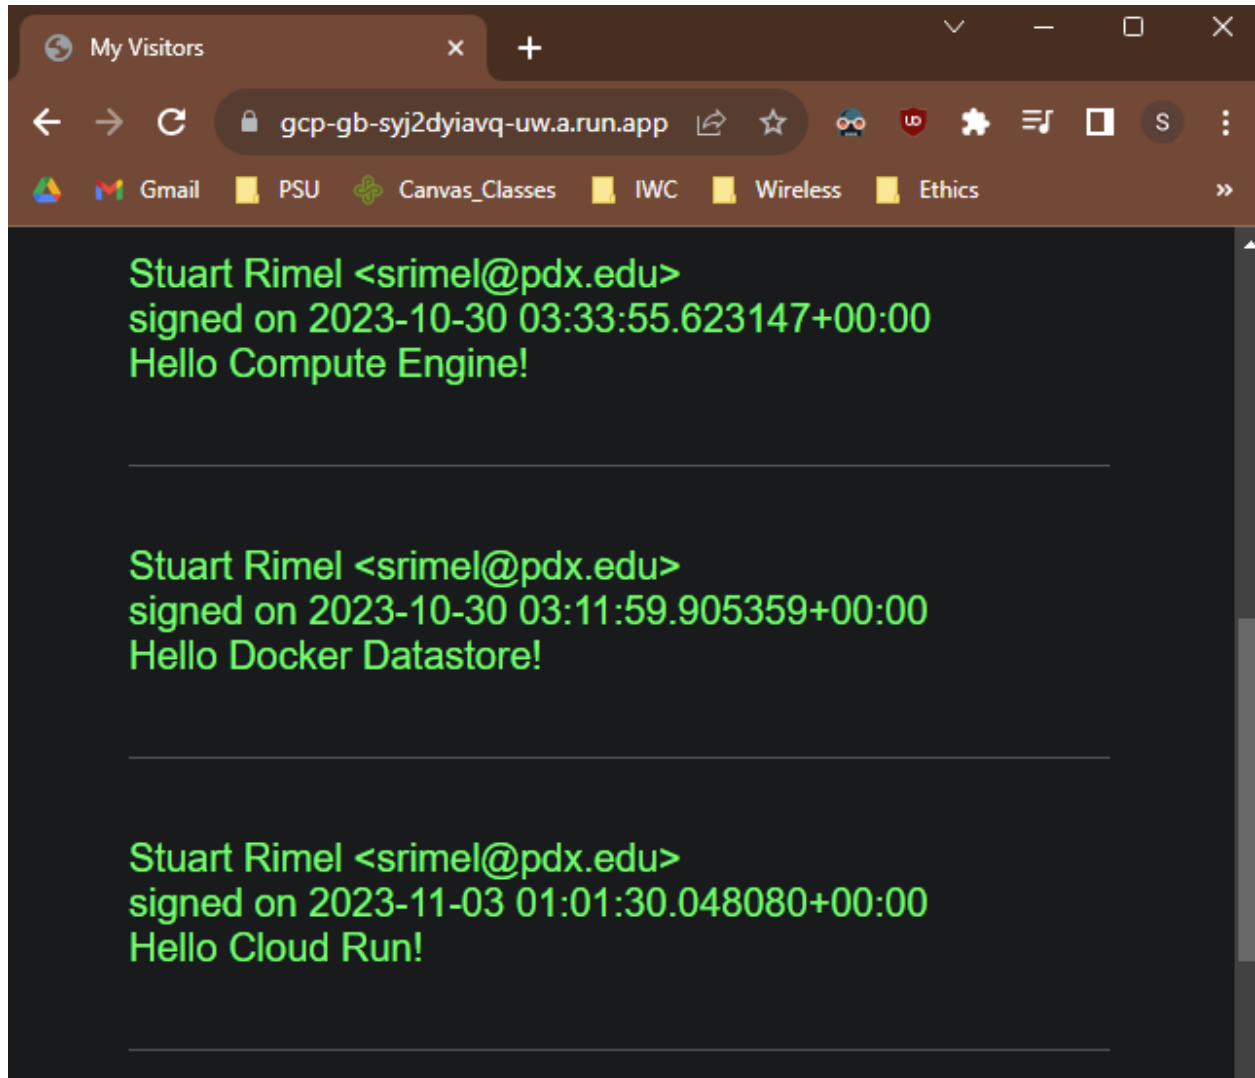 My Visitors
gcp-gb-syj2dyiavq-uw.a.run.app
S
Gmail PSU Canvas_Classes IWC Wireless Ethics »
Stuart Rimel <srimel@pdx.edu>
signed on 2023-10-30 03:33:55.623147+00:00
Hello Compute Engine!
Stuart Rimel <srimel@pdx.edu>
signed on 2023-10-30 03:11:59.905359+00:00
Hello Docker Datastore!
Stuart Rimel <srimel@pdx.edu>
signed on 2023-11-03 01:01:30.048080+00:00
Hello Cloud Run!